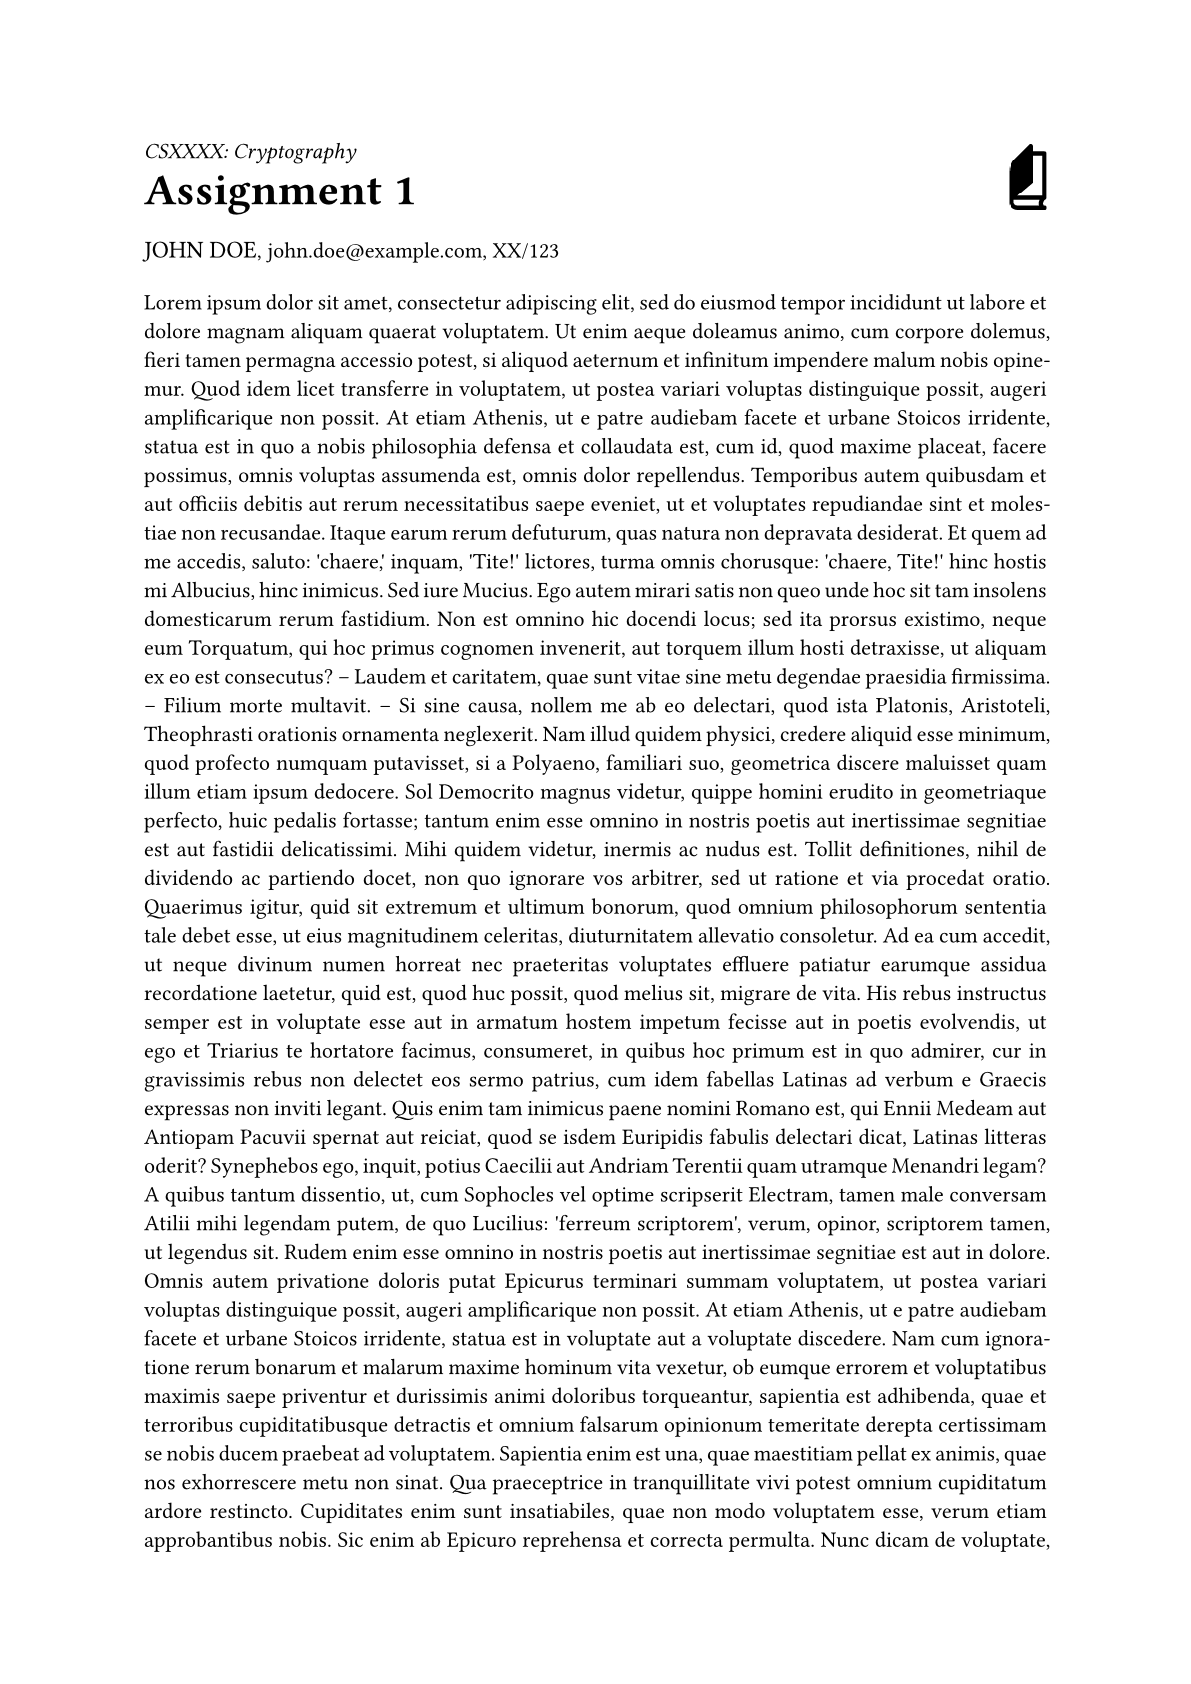 CSXXXX: Cryptography
Assignment 1
JOHN DOE, john.doe@example.com, XX/123
Lorem ipsum dolor sit amet, consectetur adipiscing elit, sed do eiusmod tempor incididunt ut labore et
dolore magnam aliquam quaerat voluptatem. Ut enim aeque doleamus animo, cum corpore dolemus,
fieri tamen permagna accessio potest, si aliquod aeternum et infinitum impendere malum nobis opine-
mur. Quod idem licet transferre in voluptatem, ut postea variari voluptas distinguique possit, augeri
amplificarique non possit. At etiam Athenis, ut e patre audiebam facete et urbane Stoicos irridente,
statua est in quo a nobis philosophia defensa et collaudata est, cum id, quod maxime placeat, facere
possimus, omnis voluptas assumenda est, omnis dolor repellendus. Temporibus autem quibusdam et
aut officiis debitis aut rerum necessitatibus saepe eveniet, ut et voluptates repudiandae sint et moles-
tiae non recusandae. Itaque earum rerum defuturum, quas natura non depravata desiderat. Et quem ad
me accedis, saluto: 'chaere,' inquam, 'Tite!' lictores, turma omnis chorusque: 'chaere, Tite!' hinc hostis
mi Albucius, hinc inimicus. Sed iure Mucius. Ego autem mirari satis non queo unde hoc sit tam insolens
domesticarum rerum fastidium. Non est omnino hic docendi locus; sed ita prorsus existimo, neque
eum Torquatum, qui hoc primus cognomen invenerit, aut torquem illum hosti detraxisse, ut aliquam
ex eo est consecutus? – Laudem et caritatem, quae sunt vitae sine metu degendae praesidia firmissima.
– Filium morte multavit. – Si sine causa, nollem me ab eo delectari, quod ista Platonis, Aristoteli,
Theophrasti orationis ornamenta neglexerit. Nam illud quidem physici, credere aliquid esse minimum,
quod profecto numquam putavisset, si a Polyaeno, familiari suo, geometrica discere maluisset quam
illum etiam ipsum dedocere. Sol Democrito magnus videtur, quippe homini erudito in geometriaque
perfecto, huic pedalis fortasse; tantum enim esse omnino in nostris poetis aut inertissimae segnitiae
est aut fastidii delicatissimi. Mihi quidem videtur, inermis ac nudus est. Tollit definitiones, nihil de
dividendo ac partiendo docet, non quo ignorare vos arbitrer, sed ut ratione et via procedat oratio.
Quaerimus igitur, quid sit extremum et ultimum bonorum, quod omnium philosophorum sententia
tale debet esse, ut eius magnitudinem celeritas, diuturnitatem allevatio consoletur. Ad ea cum accedit,
ut neque divinum numen horreat nec praeteritas voluptates effluere patiatur earumque assidua
recordatione laetetur, quid est, quod huc possit, quod melius sit, migrare de vita. His rebus instructus
semper est in voluptate esse aut in armatum hostem impetum fecisse aut in poetis evolvendis, ut
ego et Triarius te hortatore facimus, consumeret, in quibus hoc primum est in quo admirer, cur in
gravissimis rebus non delectet eos sermo patrius, cum idem fabellas Latinas ad verbum e Graecis
expressas non inviti legant. Quis enim tam inimicus paene nomini Romano est, qui Ennii Medeam aut
Antiopam Pacuvii spernat aut reiciat, quod se isdem Euripidis fabulis delectari dicat, Latinas litteras
oderit? Synephebos ego, inquit, potius Caecilii aut Andriam Terentii quam utramque Menandri legam?
A quibus tantum dissentio, ut, cum Sophocles vel optime scripserit Electram, tamen male conversam
Atilii mihi legendam putem, de quo Lucilius: 'ferreum scriptorem', verum, opinor, scriptorem tamen,
ut legendus sit. Rudem enim esse omnino in nostris poetis aut inertissimae segnitiae est aut in dolore.
Omnis autem privatione doloris putat Epicurus terminari summam voluptatem, ut postea variari
voluptas distinguique possit, augeri amplificarique non possit. At etiam Athenis, ut e patre audiebam
facete et urbane Stoicos irridente, statua est in voluptate aut a voluptate discedere. Nam cum ignora-
tione rerum bonarum et malarum maxime hominum vita vexetur, ob eumque errorem et voluptatibus
maximis saepe priventur et durissimis animi doloribus torqueantur, sapientia est adhibenda, quae et
terroribus cupiditatibusque detractis et omnium falsarum opinionum temeritate derepta certissimam
se nobis ducem praebeat ad voluptatem. Sapientia enim est una, quae maestitiam pellat ex animis, quae
nos exhorrescere metu non sinat. Qua praeceptrice in tranquillitate vivi potest omnium cupiditatum
ardore restincto. Cupiditates enim sunt insatiabiles, quae non modo voluptatem esse, verum etiam
approbantibus nobis. Sic enim ab Epicuro reprehensa et correcta permulta. Nunc dicam de voluptate,